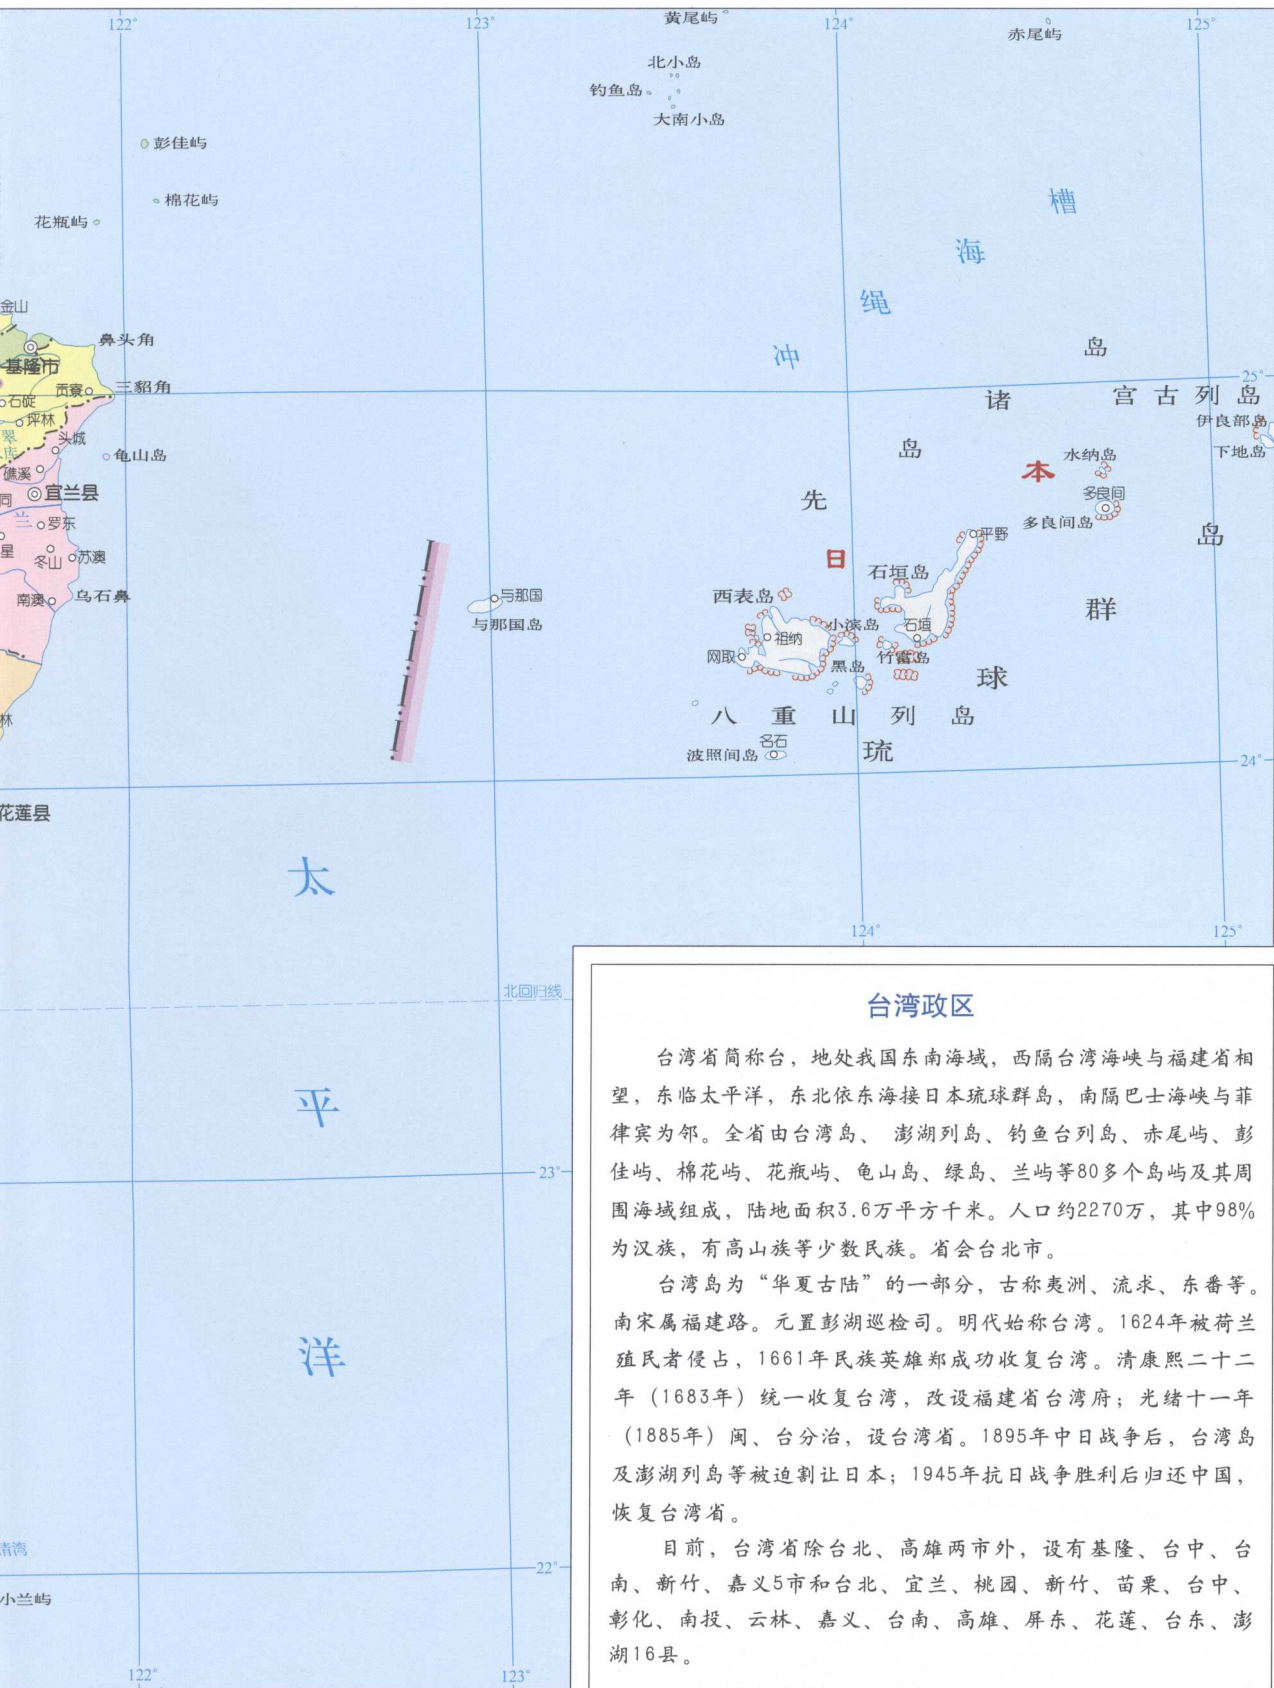 122°
123°
黄尾屿
124°
赤尾屿
125°
北小岛
钓鱼岛
大南小岛
彭佳屿
棉花屿
花瓶屿
槽
海
绳
冲
金山
鼻头角
基隆市
贡寮
三貂角
石碇
坪林
翠
库
头城
龟山岛
礁溪
宜兰县
同
兰
罗东
星
冬山
苏澳
南澳
乌石鼻
林
花莲县
岛
25°
诸
宫古列岛
伊良部岛
下地岛
岛
水纳岛
本
先
多良间
多良间岛
岛
平野
日
石垣岛
西表岛
与那国
与那国岛
群
小滨岛
石垣
祖纳
网取
竹富岛
黑岛
球
八重山列岛
名石
波照间岛
琉
24°
太
124°
125°
北回归线
平
23°
洋
清湾
22°
小兰屿
122°
123°
台湾政区
台湾省简称台，地处我国东南海域，西隔台湾海峡与福建省相
望，东临太平洋，东北依东海接日本琉球群岛，南隔巴士海峡与菲
律宾为邻。全省由台湾岛、 澎湖列岛、钓鱼台列岛、赤尾屿、彭
佳屿、棉花屿、花瓶屿、龟山岛、绿岛、兰屿等80多个岛屿及其周
围海域组成，陆地面积3.6万平方千米。人口约2270万，其中98%
为汉族，有高山族等少数民族。省会台北市。
台湾岛为“华夏古陆”的一部分，古称夷洲、流求、东番等。
南宋属福建路。元置彭湖巡检司。明代始称台湾。1624年被荷兰
殖民者侵占，1661年民族英雄郑成功收复台湾。清康熙二十二
年（1683年）统一收复台湾，改设福建省台湾府；光绪十一年
（1885年）闽、台分治，设台湾省。1895年中日战争后，台湾岛
及澎湖列岛等被迫割让日本；1945年抗日战争胜利后归还中国，
恢复台湾省。
目前，台湾省除台北、高雄两市外，设有基隆、台中、台
南、新竹、嘉义5市和台北、宜兰、桃园、新竹、苗栗、台中、
彰化、南投、云林、嘉义、台南、高雄、屏东、花莲、台东、澎
湖16县。